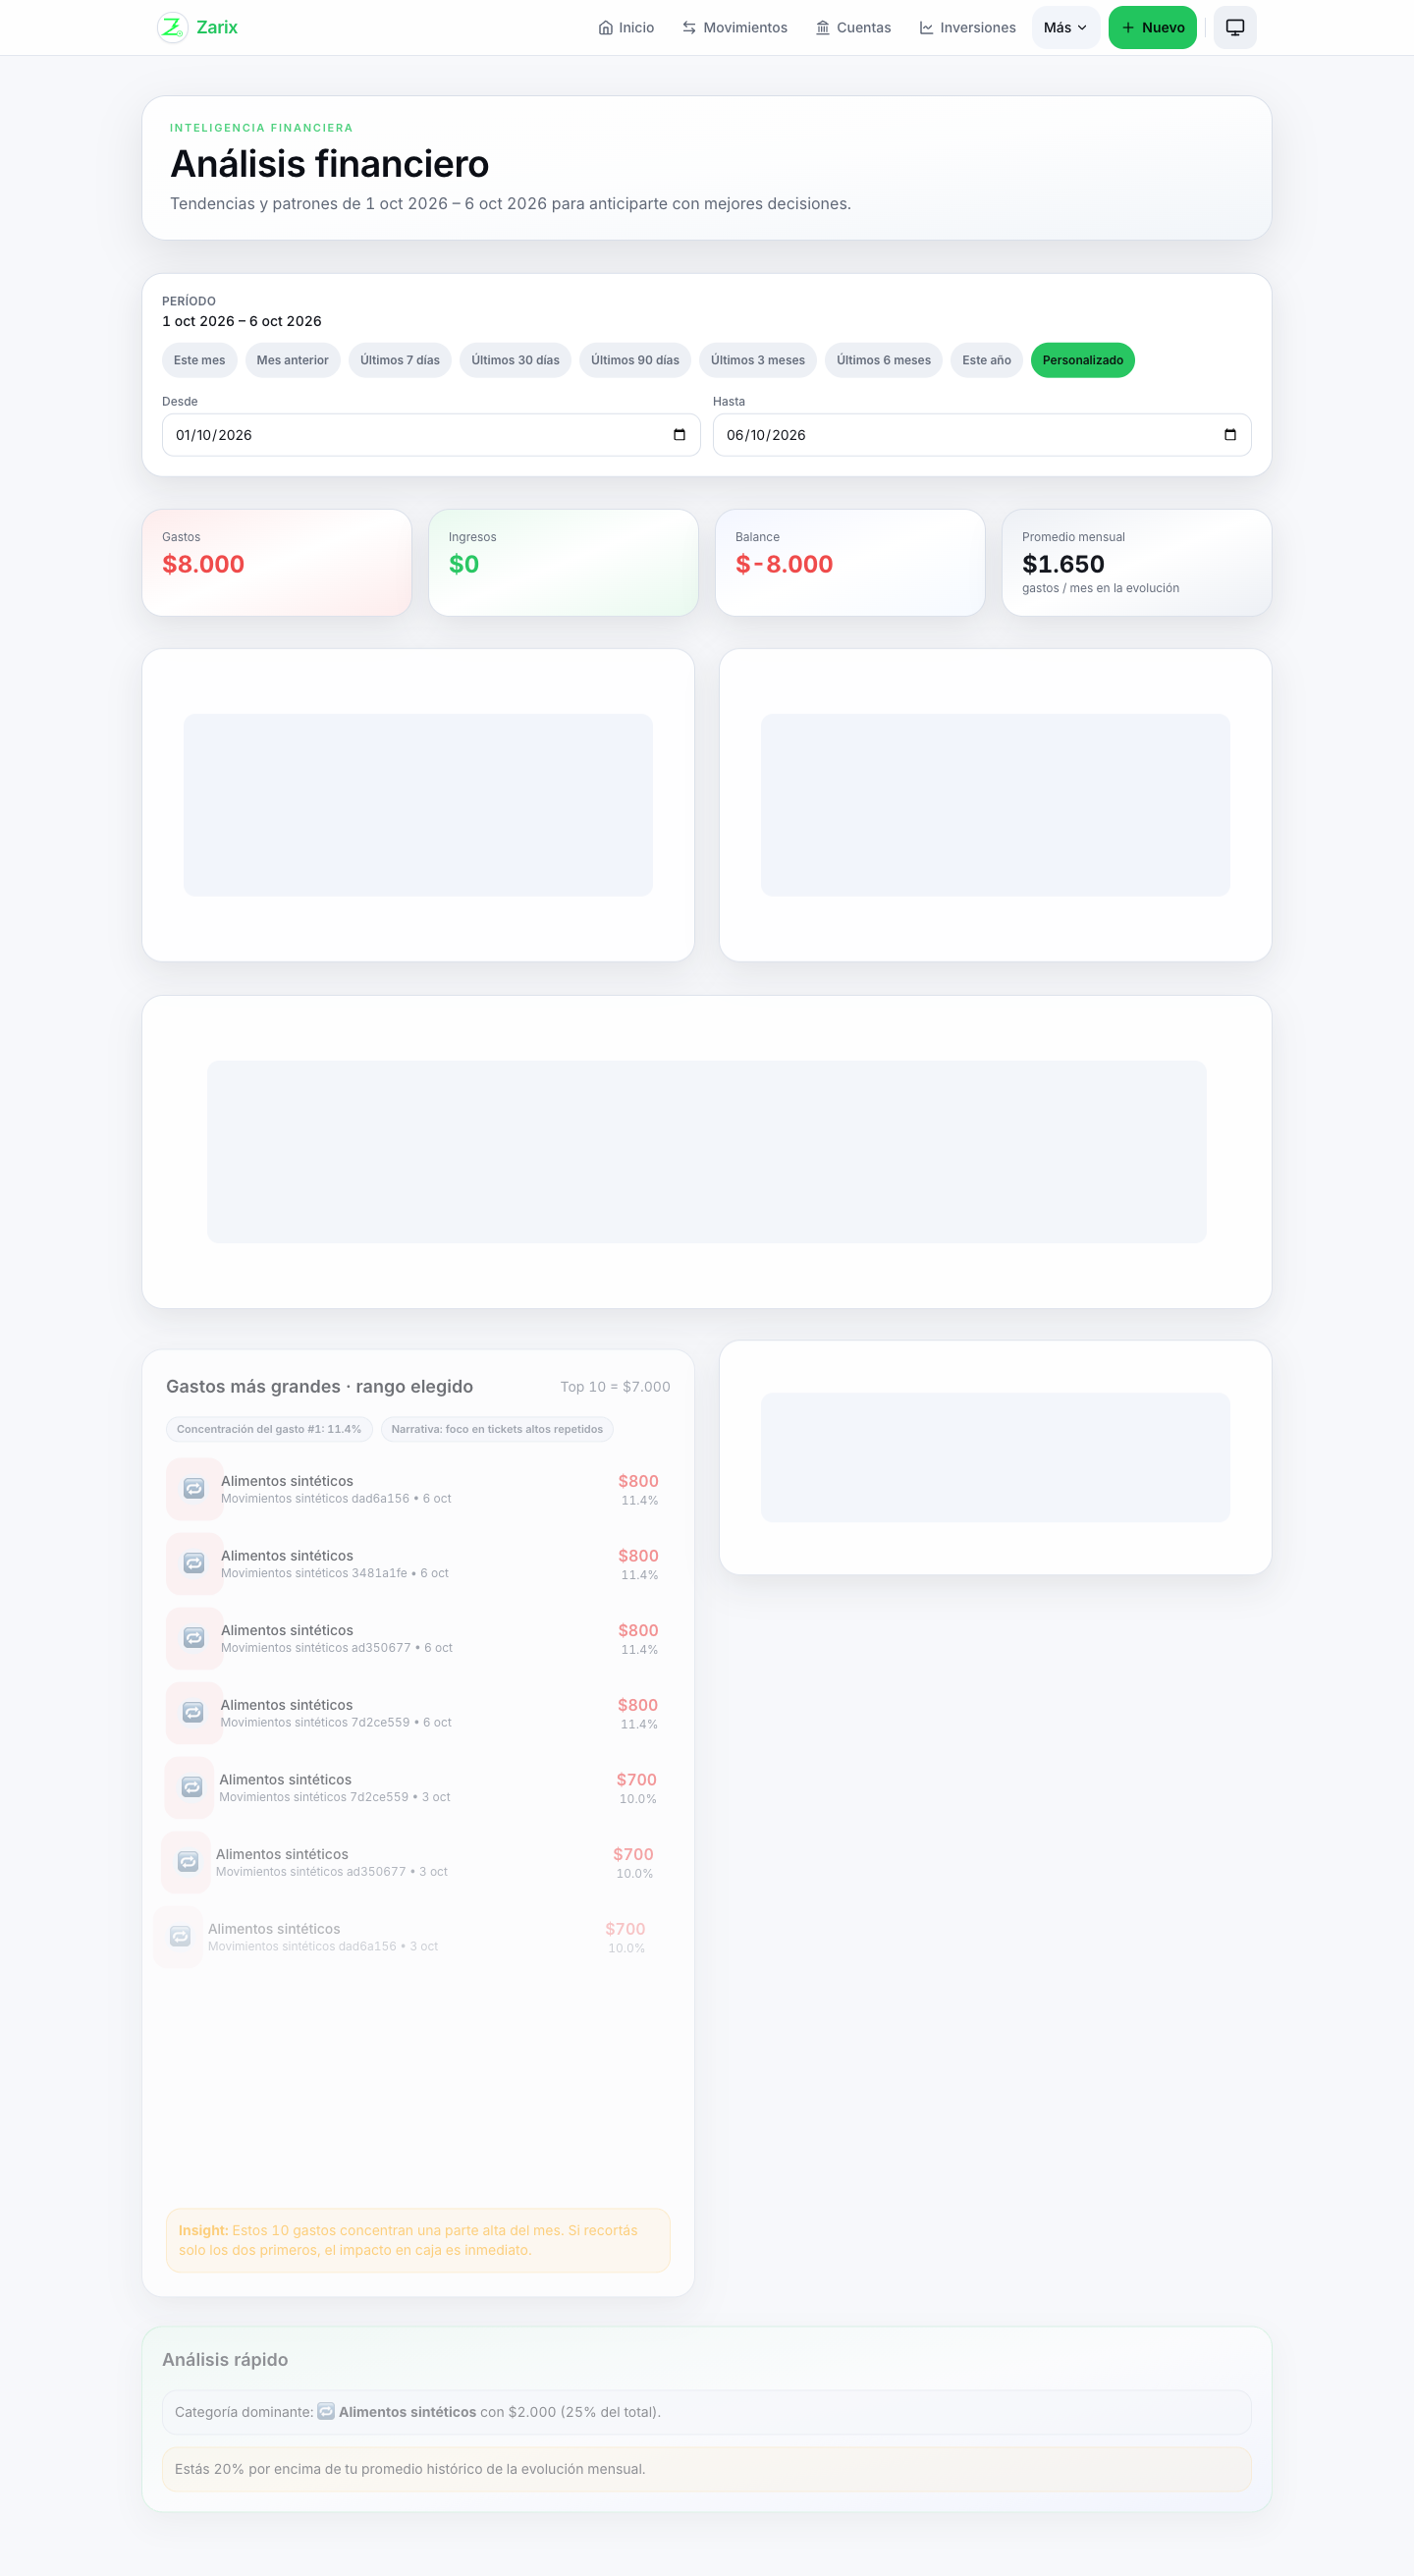 Zarix
Inicio
Movimientos
Cuentas
Inversiones
Más
Nuevo
INTELIGENCIA FINANCIERA
Análisis financiero
Tendencias y patrones de 1 oct 2026 – 6 oct 2026 para anticiparte con mejores decisiones.
PERÍODO
1 oct 2026 – 6 oct 2026
Este mes
Mes anterior
Últimos 7 días
Últimos 30 días
Últimos 90 días
Últimos 3 meses
Últimos 6 meses
Este año
Personalizado
Desde
01/10/2026
Hasta
06/10/2026
Gastos
$8.000
Ingresos
$0
Balance
$-8.000
Promedio mensual
$1.650
gastos / mes en la evolución
Gastos más grandes · rango elegido
Top 10 = $7.000
Concentración del gasto #1: 11.4%
Narrativa: foco en tickets altos repetidos
Alimentos sintéticos
Movimientos sintéticos dad6a156 • 6 oct
$800
11.4%
Alimentos sintéticos
Movimientos sintéticos 3481a1fe • 6 oct
$800
11.4%
Alimentos sintéticos
Movimientos sintéticos ad350677 • 6 oct
$800
11.4%
Alimentos sintéticos
Movimientos sintéticos 7d2ce559 • 6 oct
$800
11.4%
Alimentos sintéticos
Movimientos sintéticos 7d2ce559 • 3 oct
$700
10.0%
Alimentos sintéticos
Movimientos sintéticos ad350677 • 3 oct
$700
10.0%
Alimentos sintéticos
Movimientos sintéticos dad6a156 • 3 oct
$700
10.0%
Insight: Estos 10 gastos concentran una parte alta del mes. Si recortás
solo los dos primeros, el impacto en caja es inmediato.
Análisis rápido
Categoría dominante: 🔁 Alimentos sintéticos con $2.000 (25% del total).
Estás 20% por encima de tu promedio histórico de la evolución mensual.